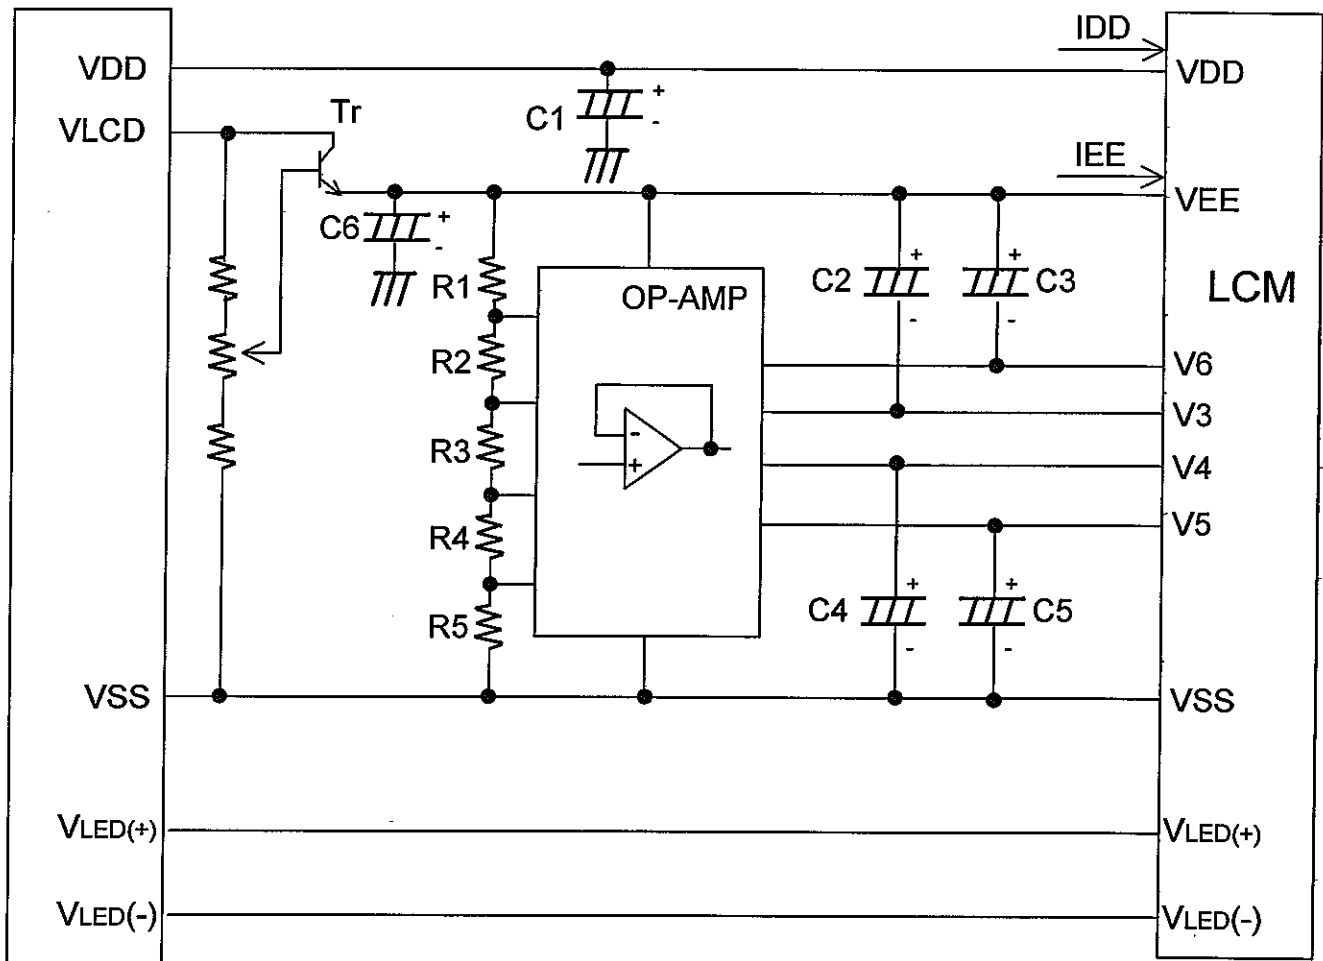 IDD
VDD
VDD
Tr
C1
+
-
VLCD
IEE
VEE
C6
+
-
R1
OP-AMP
C2
+
-
C3
+
-
LCM
R2
V6
V3
R3
-
+
V4
V5
R4
R5
C4
+
-
C5
+
-
VSS
VSS
VLED(+)
VLED(+)
VLED(-)
VLED(-)